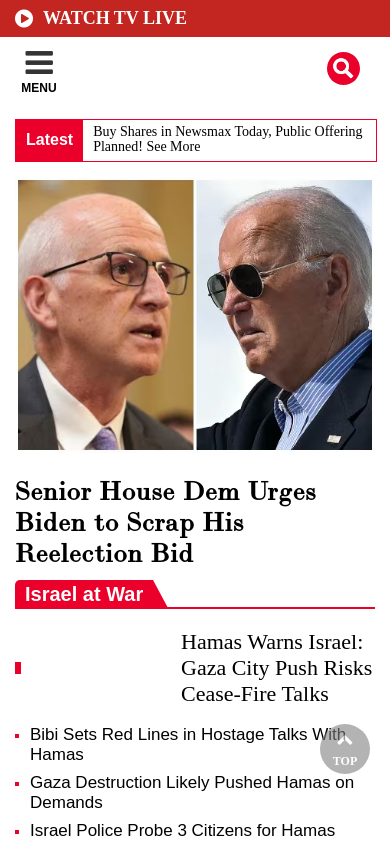 WATCH TV LIVE
MENU
Latest
Buy Shares in Newsmax Today, Public Offering
Planned! See More
Senior House Dem Urges
Biden to Scrap His
Reelection Bid
Israel at War
Hamas Warns Israel:
Gaza City Push Risks
Cease-Fire Talks
Bibi Sets Red Lines in Hostage Talks With
Hamas
TOP
Gaza Destruction Likely Pushed Hamas on
Demands
Israel Police Probe 3 Citizens for Hamas